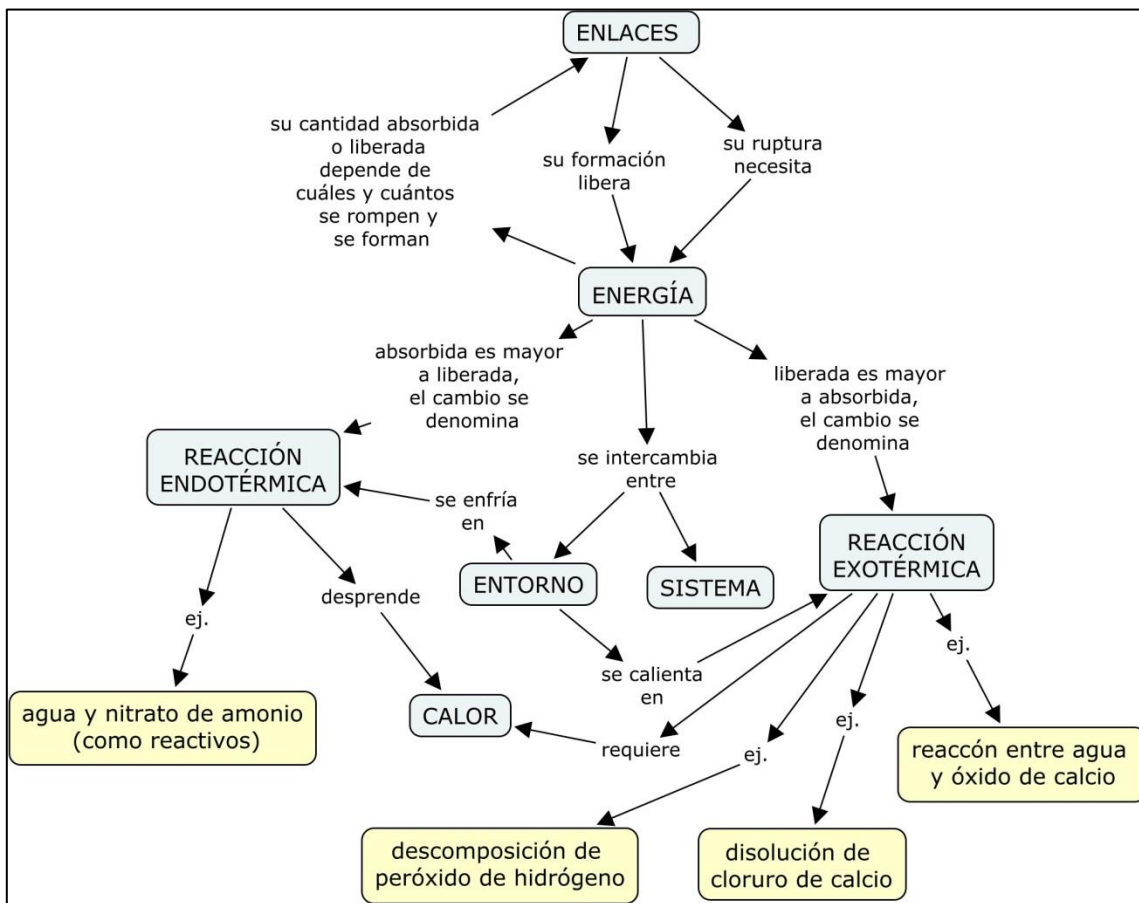 ENLACES
su cantidad absorbida
o liberada
depende de
cuáles y cuántos
se rompen y
se forman
su formación
libera
su ruptura
necesita
ENERGÍA
absorbida es mayor
a liberada,
el cambio se
denomina
se intercambia
entre
liberada es mayor
a absorbida,
el cambio se
denomina
REACCIÓN
ENDOTÉRMICA
se enfría
en
ENTORNO
SISTEMA
REACCIÓN
EXOTÉRMICA
ej.
desprende
se calienta
en
agua y nitrato de amonio
(como reactivos)
CALOR
requiere
ej.
ej.
ej.
descomposición de
peróxido de hidrógeno
disolución de
cloruro de calcio
reaccón entre agua
y óxido de calcio